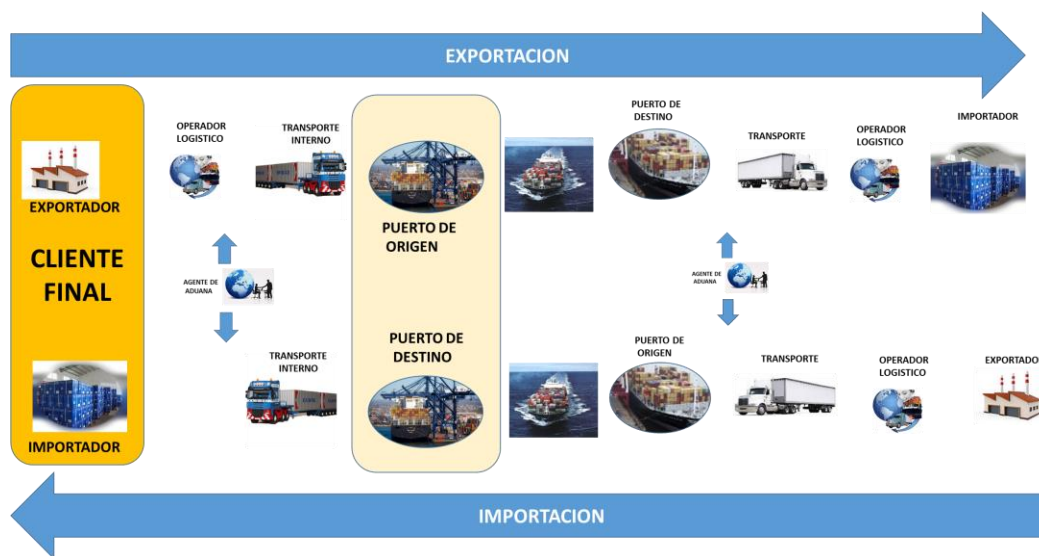 EXPORTACION
OPERADOR
LOGISTICO
TRANSPORTE
INTERNO
PUERTO DE
DESTINO
TRANSPORTE
OPERADOR
LOGISTICO
IMPORTADOR
EXPORTADOR
PUERTO DE
ORIGEN
CLIENTE
FINAL
AGENTE DE
ADUANA
AGENTE DE
ADUANA
TRANSPORTE
INTERNO
PUERTO DE
DESTINO
PUERTO DE
ORIGEN
TRANSPORTE
OPERADOR
LOGISTICO
EXPORTADO
IMPORTADOR
IMPORTACION